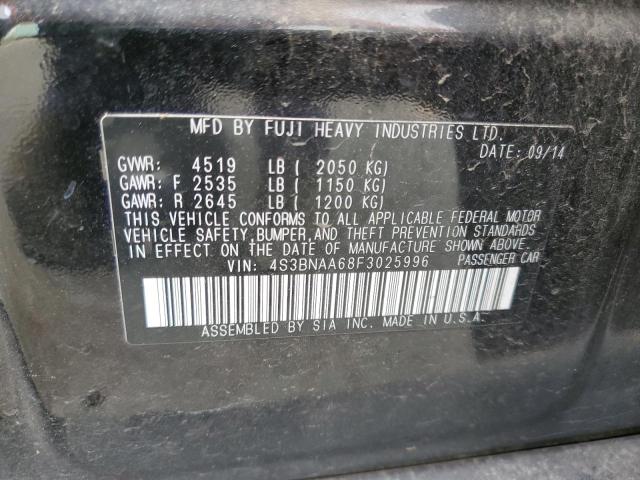 MFD BY FUJI HEAVY INDUSTRIES LTD.
DATE: 09/14
GVWR: 4519 LB ( 2050 KG)
GAWR: F 2535 LB ( 1150 KG)
GAWR: R 2645 LB ( 1200 KG)
THIS VEHICLE CONFORMS TO ALL APPLICABLE FEDERAL MOTOR
VEHICLE SAFETY,BUMPER,AND THEFT PREVENTION STANDARDS
IN EFFECT ON THE DATE OF MANUFACTURE SHOWN ABOVE.
VIN: 4S3BNAA68F3025996 PASSENGER CAR
ASSEMBLED BY SIA INC. MADE IN U.S.A.